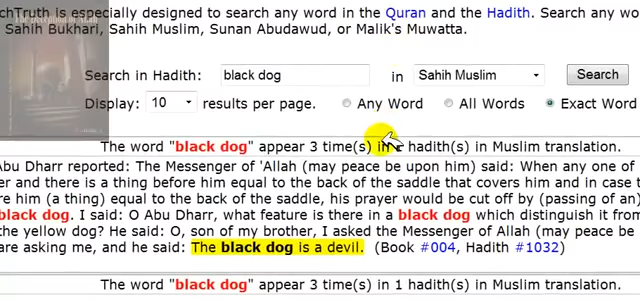 chTruth is especially designed to search any word in the Quran and the Hadith. Search any wo
Sahih Bukhari, Sahih Muslim, Sunan Abudawud, or Malik's Muwatta.
Search in Hadith: black dog in Sahih Muslim Search
Display: 10 results per page. Any Word All Words Exact Word
The word "black dog" appear 3 time(s) in hadith(s) in Muslim translation.
Abu Dharr reported: The Messenger of 'Allah (may peace be upon him) said: When any one of
er and there is a thing before him equal to the back of the saddle that covers him and in case t
re him (a thing) equal to the back of the saddle, his prayer would be cut off by (passing of an)
black dog. I said: O Abu Dharr, what feature is there in a black dog which distinguish it from
the yellow dog? He said: O, son of my brother, I asked the Messenger of Allah (may peace be
are asking me, and he said: The black dog is a devil. (Book #004, Hadith #1032)
The word "black dog" appear 3 time(s) in 1 hadith(s) in Muslim translation.